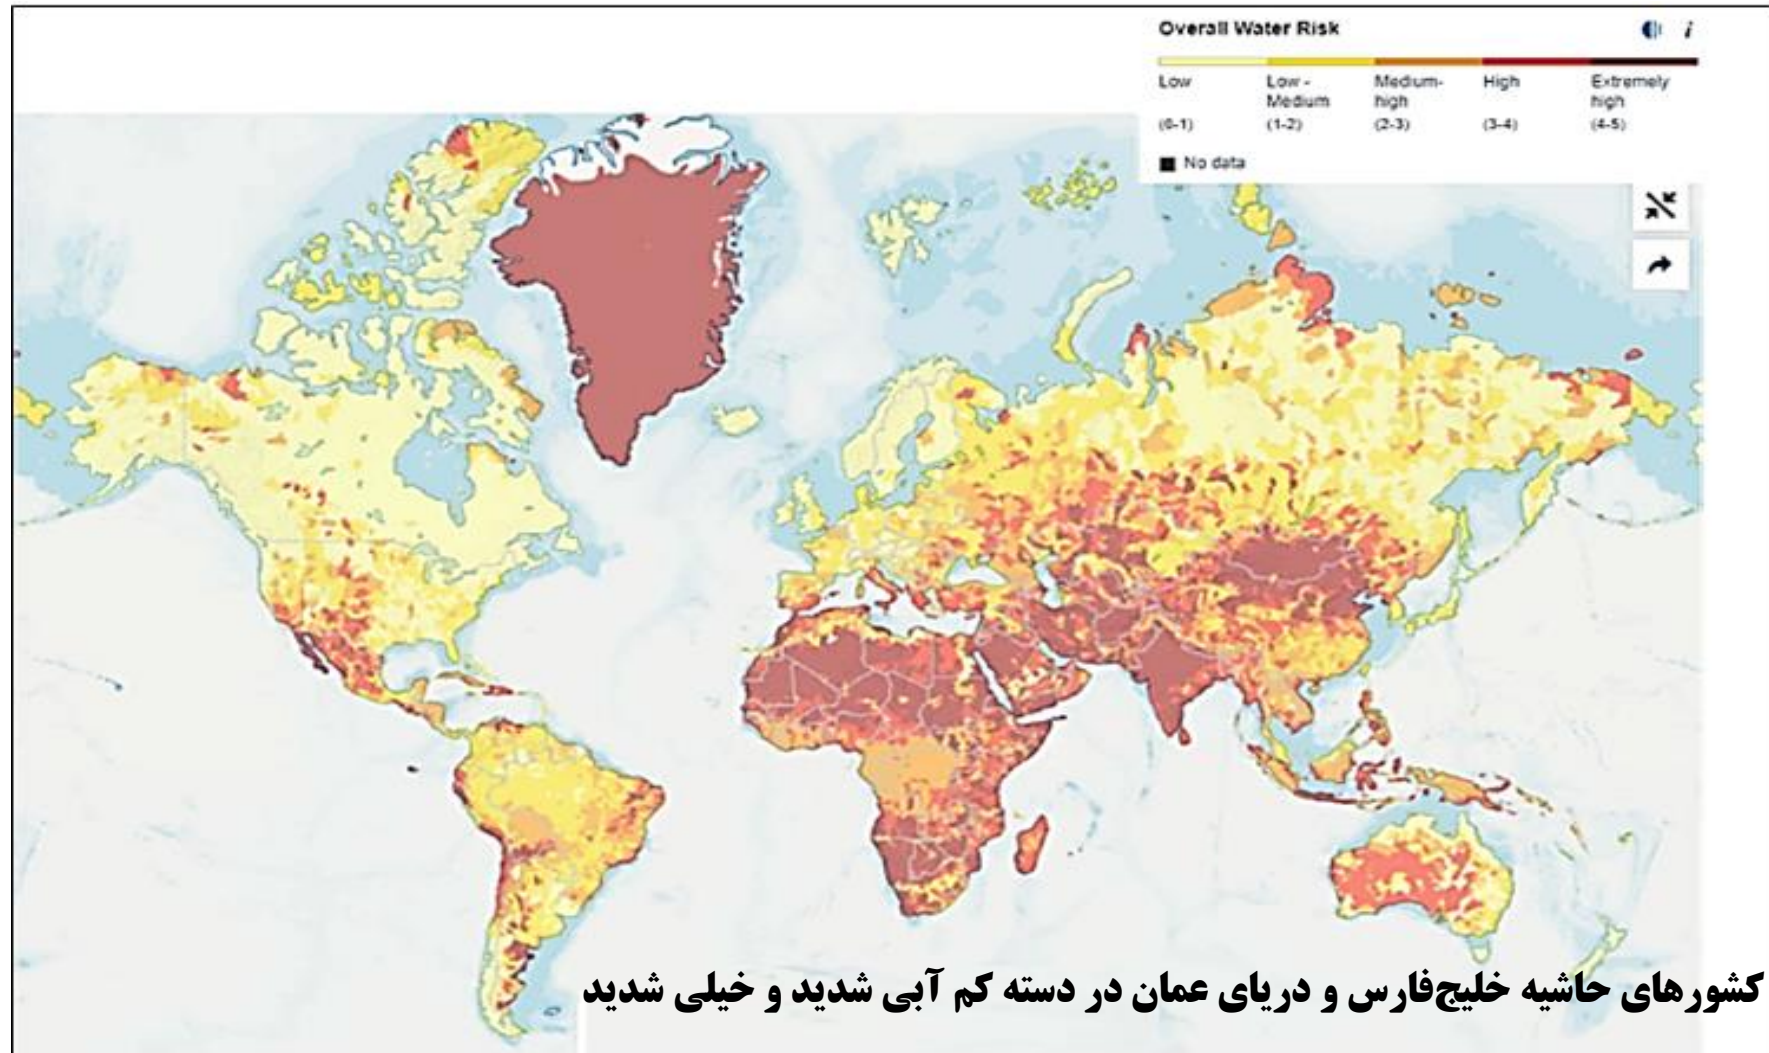 Overall Water Risk i
Low Low - Medium-high High Extremely
Medium high
(0-1) (1-2) (2-3) (3-4) (4-5)
No data
کشورهای حاشیه خلیج‌فارس و دریای عمان در دسته کم آبی شدید و خیلی شدید